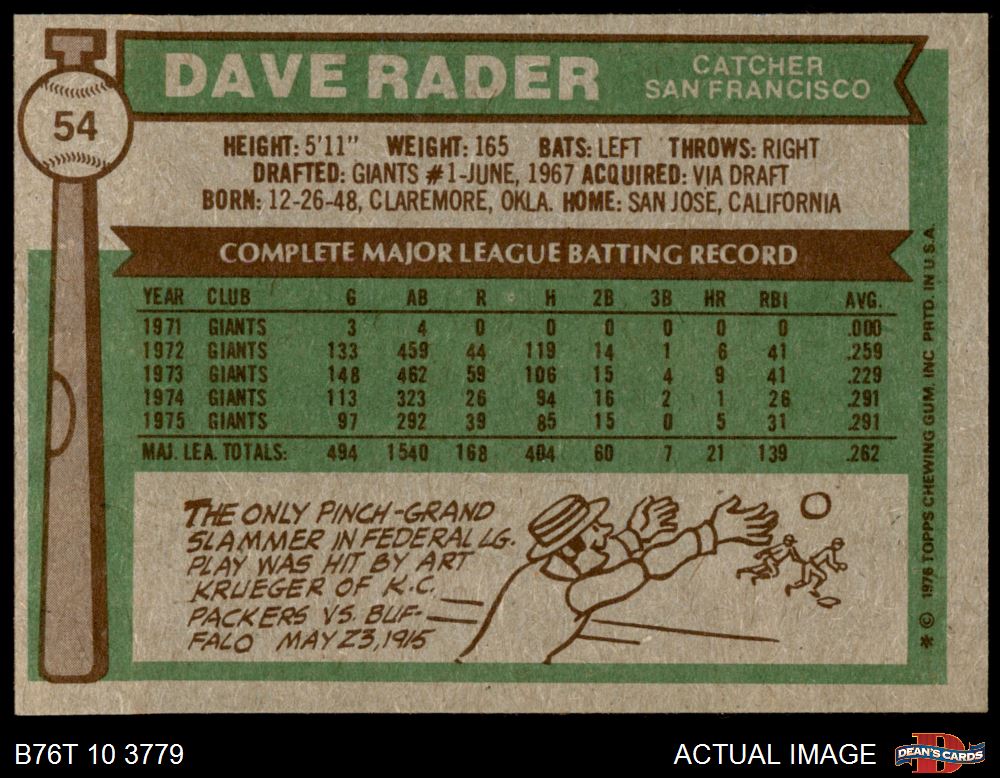 54
DAVE RADER
CATCHER
SAN FRANCISCO
HEIGHT: 5'11" WEIGHT: 165 BATS: LEFT THROWS: RIGHT
DRAFTED: GIANTS #1-JUNE, 1967 ACQUIRED: VIA DRAFT
BORN: 12-26-48, CLAREMORE, OKLA. HOME: SAN JOSE, CALIFORNIA
COMPLETE MAJOR LEAGUE BATTING RECORD
YEAR CLUB G AB R H 2B 3B HR RBI AVG.
1971 GIANTS 3 4 0 0 0 0 0 0 .000
1972 GIANTS 133 459 44 119 14 1 6 41 .259
1973 GIANTS 148 462 59 106 15 4 9 41 .229
1974 GIANTS 113 323 26 94 16 2 1 26 .291
1975 GIANTS 97 292 39 85 15 0 5 31 .291
MAJ. LEA. TOTALS: 494 1540 168 404 60 7 21 139 .262
THE ONLY PINCH-GRAND
SLAMMER IN FEDERAL LG.
PLAY WAS HIT BY ART
KRUEGER OF K.C.
PACKERS VS. BUF-
FALO MAY 23, 1915
* © 1976 TOPPS CHEWING GUM, INC PRTD. IN U.S.A.
B76T 10 3779
ACTUAL IMAGE
DEAN'S CARDS